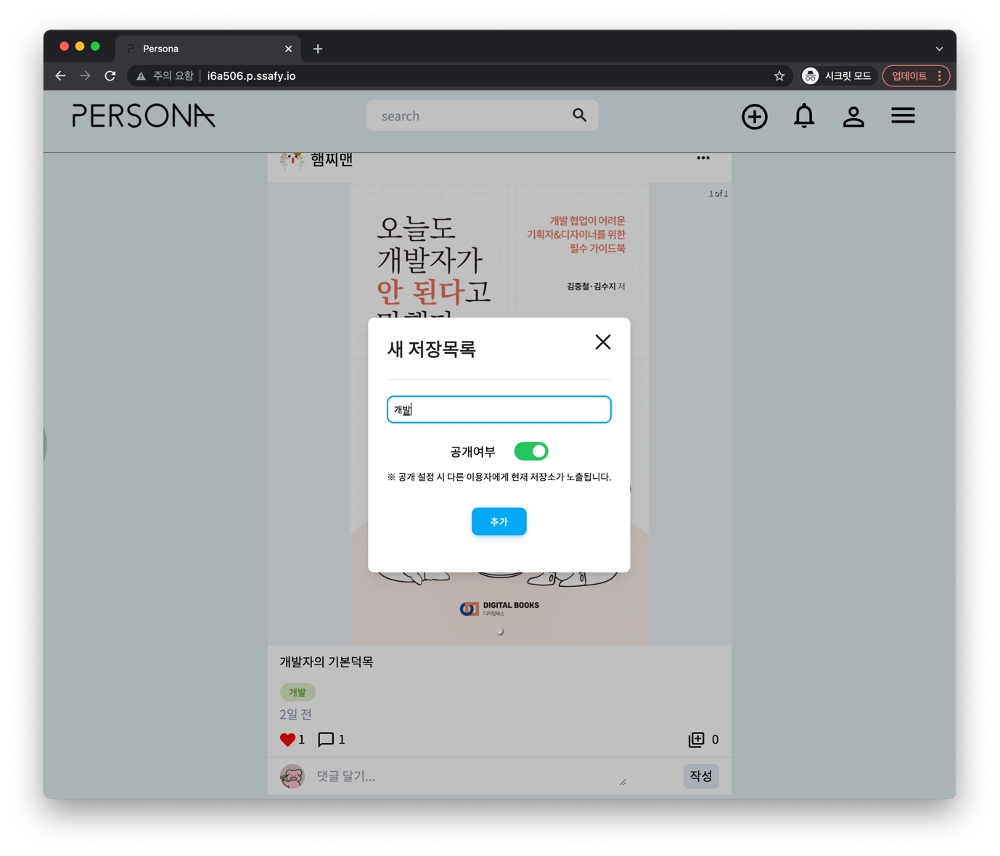 Persona
주의 요함
i6a506.p.ssafy.io
시크릿 모드
업데이트
PERSONA
search
햄찌맨
1 of 1
오늘도
개발자가
안 된다고
개발 협업이 어려운
기획자&디자이너를 위한
필수 가이드북
김중철·김수지 저
새 저장목록
개발
공개여부
※ 공개 설정 시 다른 이용자에게 현재 저장소가 노출됩니다.
추가
DIGITAL BOOKS
디지털북스
개발자의 기본덕목
개발
2일 전
1
1
0
댓글 달기...
작성